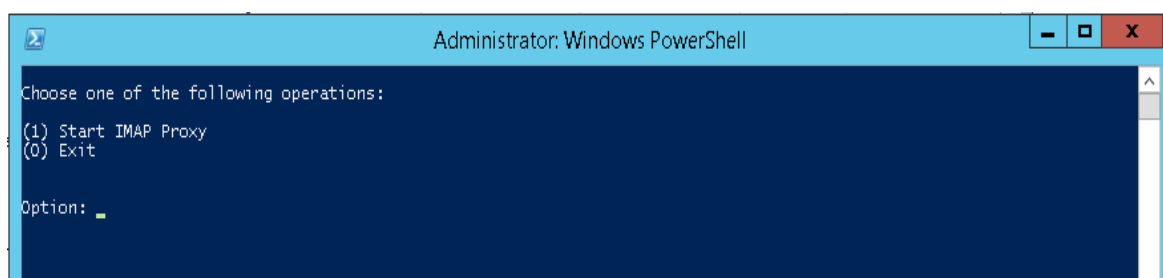 Administrator: Windows PowerShell
Choose one of the following operations:
(1) Start IMAP Proxy
(0) Exit
Option: